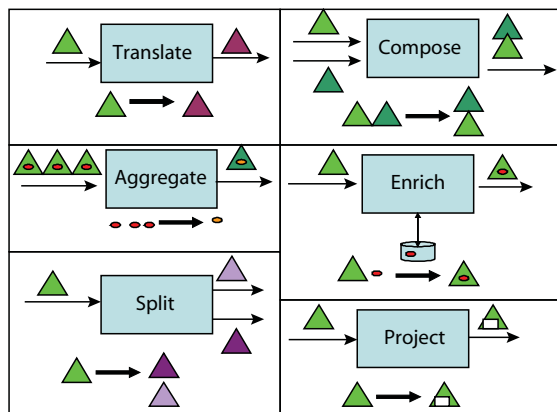 Translate
Compose
Aggregate
Enrich
Split
Project